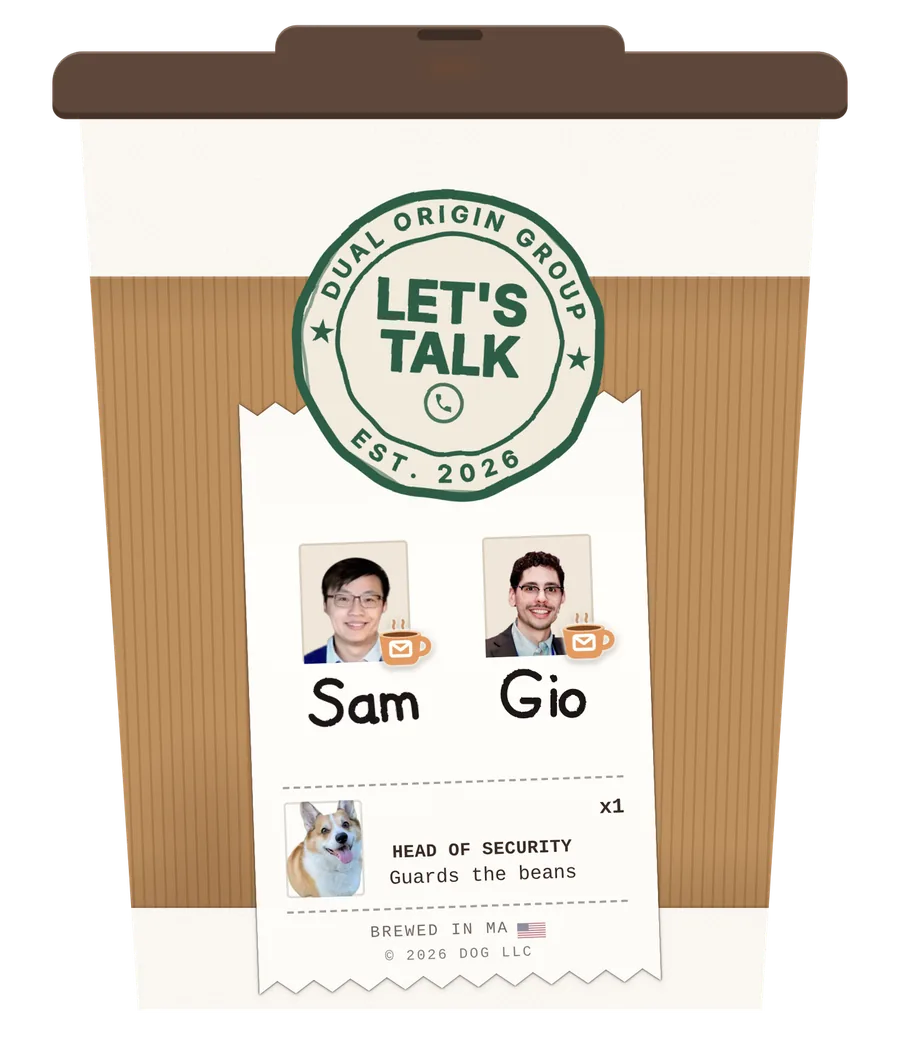 DUAL ORIGIN GROUP
LET'S
TALK
EST. 2026
Sam
Gio
x1
HEAD OF SECURITY
Guards the beans
BREWED IN MA
© 2026 DOG LLC